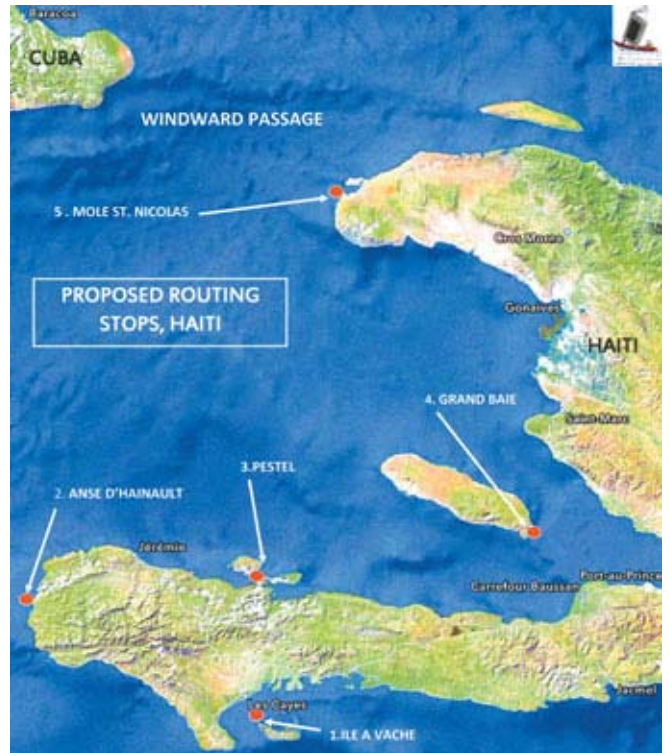 Baracoa
CUBA
WINDWARD PASSAGE
5 . MOLE ST. NICOLAS
Gros Morne
PROPOSED ROUTING
STOPS, HAITI
Gonaives
HAITI
4. GRAND BAIE
Saint-Marc
3.PESTEL
2. ANSE D'HAINAULT
Jérémie
Port-au-Prince
Carrefour Baussan
Jacmel
Les Cayes
1.ILE A VACHE